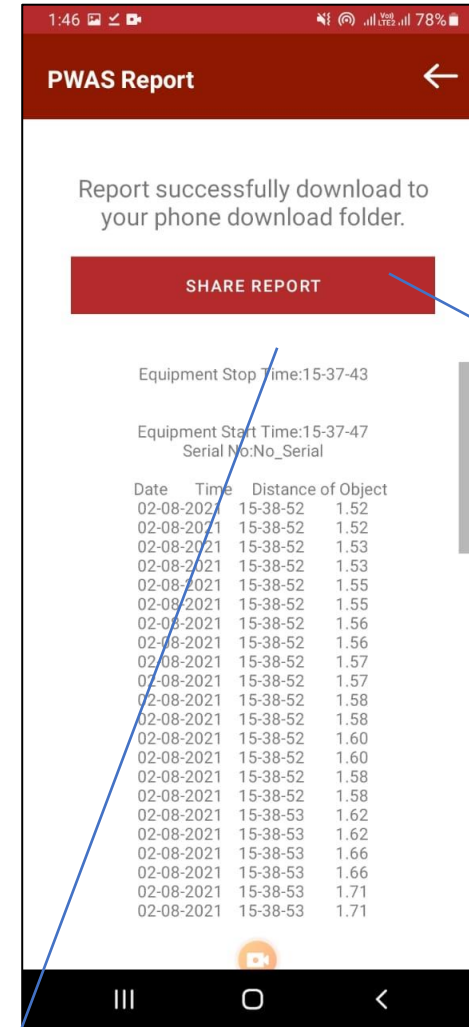 1:46 VoI) LTE2 78%
PWAS Report
Report successfully download to
your phone download folder.
SHARE REPORT
Equipment Stop Time:15-37-43
Equipment Start Time:15-37-47
Serial No:No_Serial
Date Time Distance of Object
02-08-2021 15-38-52 1.52
02-08-2021 15-38-52 1.52
02-08-2021 15-38-52 1.53
02-08-2021 15-38-52 1.53
02-08-2021 15-38-52 1.55
02-08-2021 15-38-52 1.55
02-08-2021 15-38-52 1.56
02-08-2021 15-38-52 1.56
02-08-2021 15-38-52 1.57
02-08-2021 15-38-52 1.57
02-08-2021 15-38-52 1.58
02-08-2021 15-38-52 1.58
02-08-2021 15-38-52 1.60
02-08-2021 15-38-52 1.60
02-08-2021 15-38-52 1.58
02-08-2021 15-38-52 1.58
02-08-2021 15-38-53 1.62
02-08-2021 15-38-53 1.62
02-08-2021 15-38-53 1.66
02-08-2021 15-38-53 1.66
02-08-2021 15-38-53 1.71
02-08-2021 15-38-53 1.71